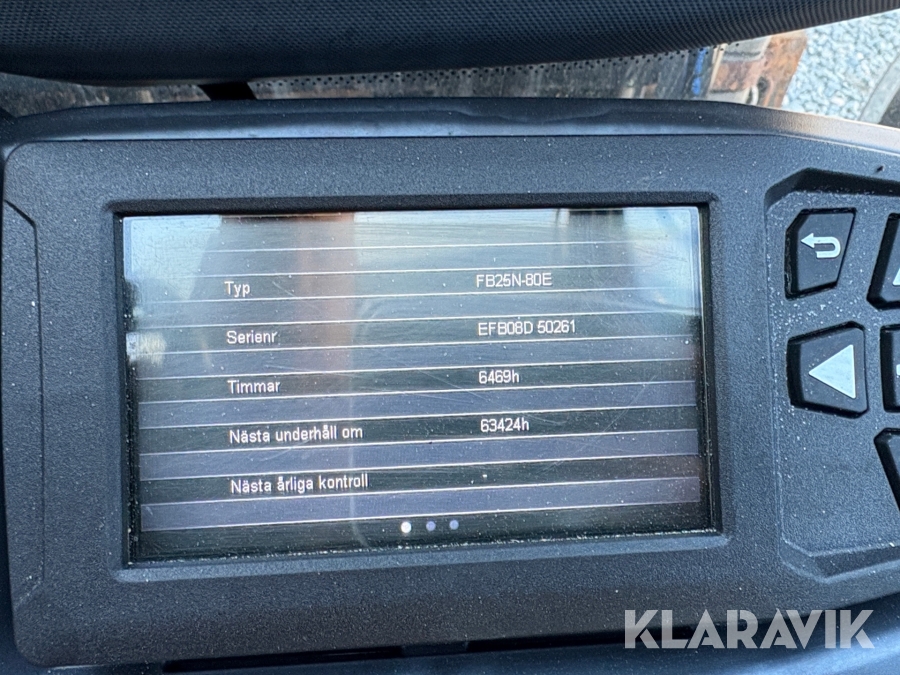 Typ FB25N-80E
Serienr EFB08D 50261
Timmar 6469h
Nästa underhåll om 63424h
Nästa årliga kontroll
KLARAVIK